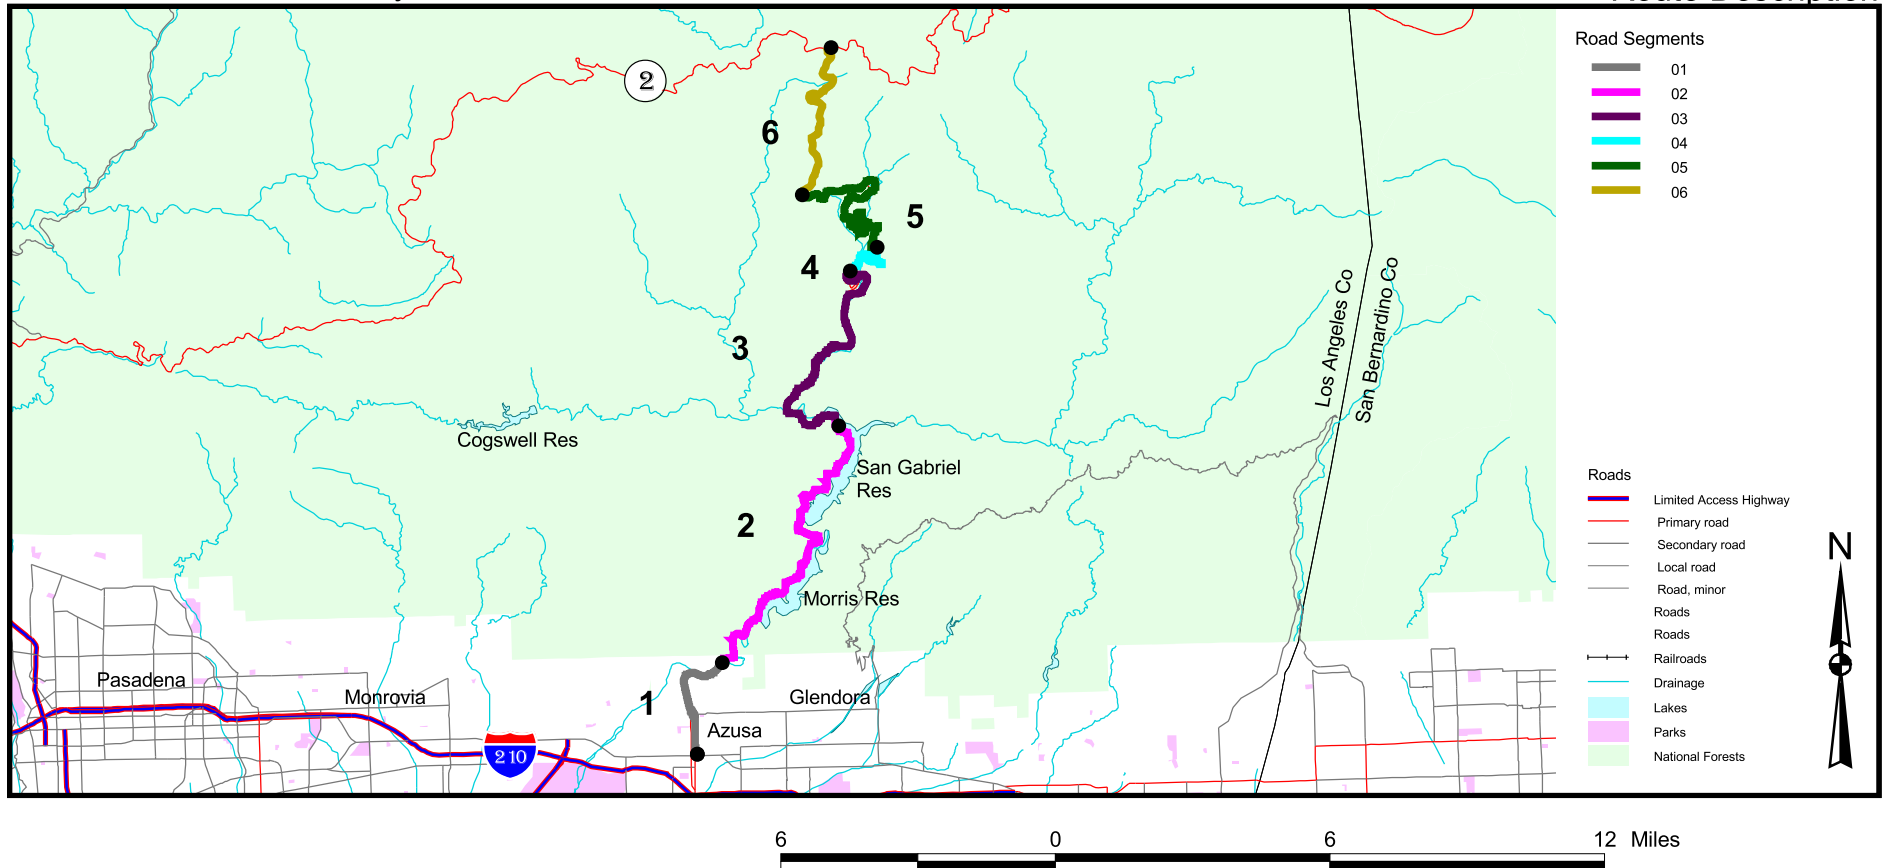 Road Segments
01
02
03
04
05
06
2
6
5
4
3
2
1
Los Angeles Co
San Bernardino Co
Cogswell Res
San Gabriel
Res
Morris Res
Pasadena
Monrovia
Glendora
Azusa
210
Roads
Limited Access Highway
Primary road
Secondary road
Local road
Road, minor
Roads
Roads
Railroads
Drainage
Lakes
Parks
National Forests
N
6 0 6 12 Miles